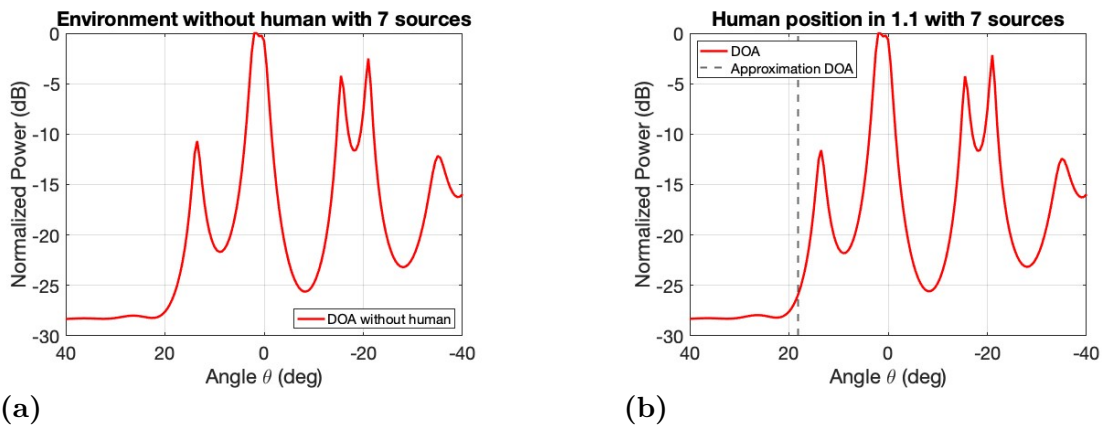 Environment without human with 7 sources
0
-5
-10
-15
-20
-25
-30
Normalized Power (dB)
DOA without human
40
20
0
-20
-40
Angle θ (deg)
(a)
Human position in 1.1 with 7 sources
0
-5
-10
-15
-20
-25
-30
Normalized Power (dB)
DOA
Approximation DOA
40
20
0
-20
-40
Angle θ (deg)
(b)